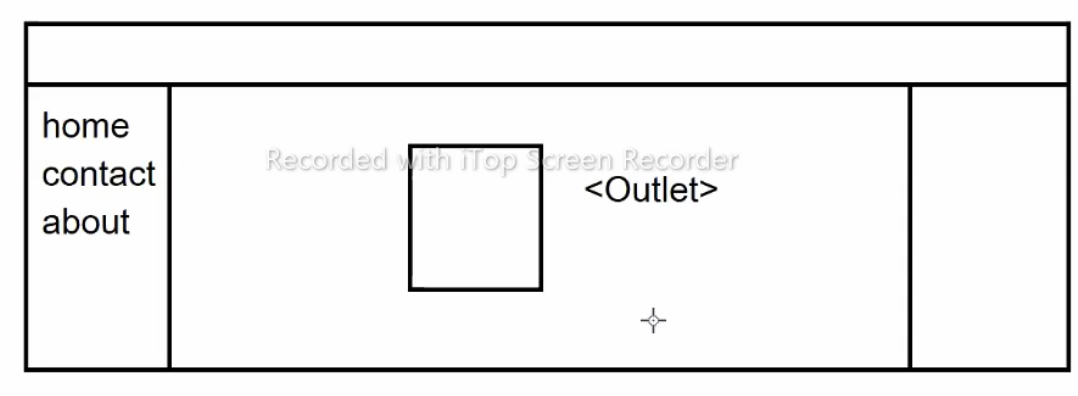 home
contact
about
Recorded with iTop Screen Recorder
<Outlet>